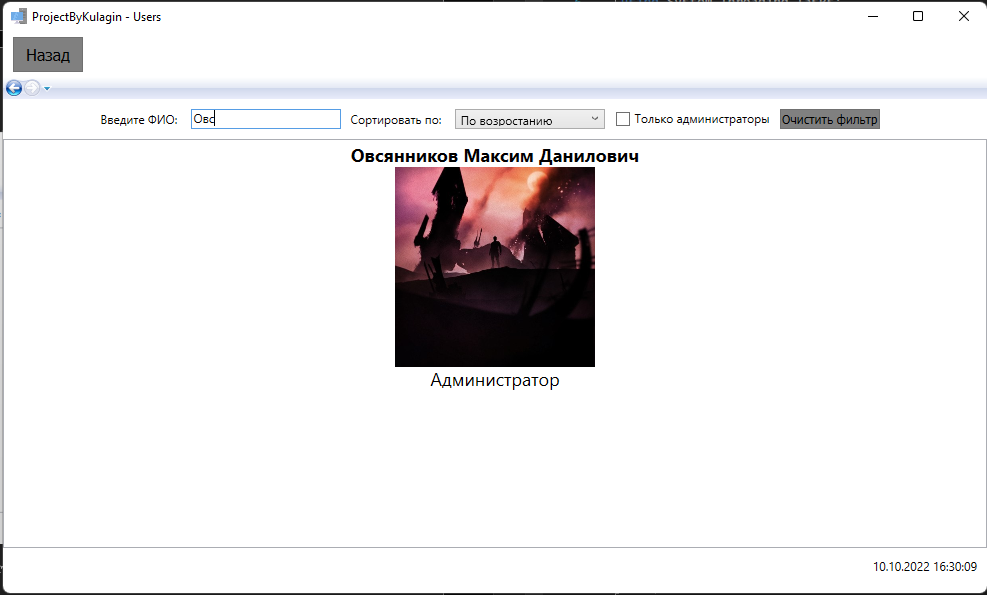 ProjectByKulagin - Users
Назад
Введите ФИО: Овс Сортировать по: По возростанию Только администраторы Очистить фильтр
Овсянников Максим Данилович
Администратор
10.10.2022 16:30:09